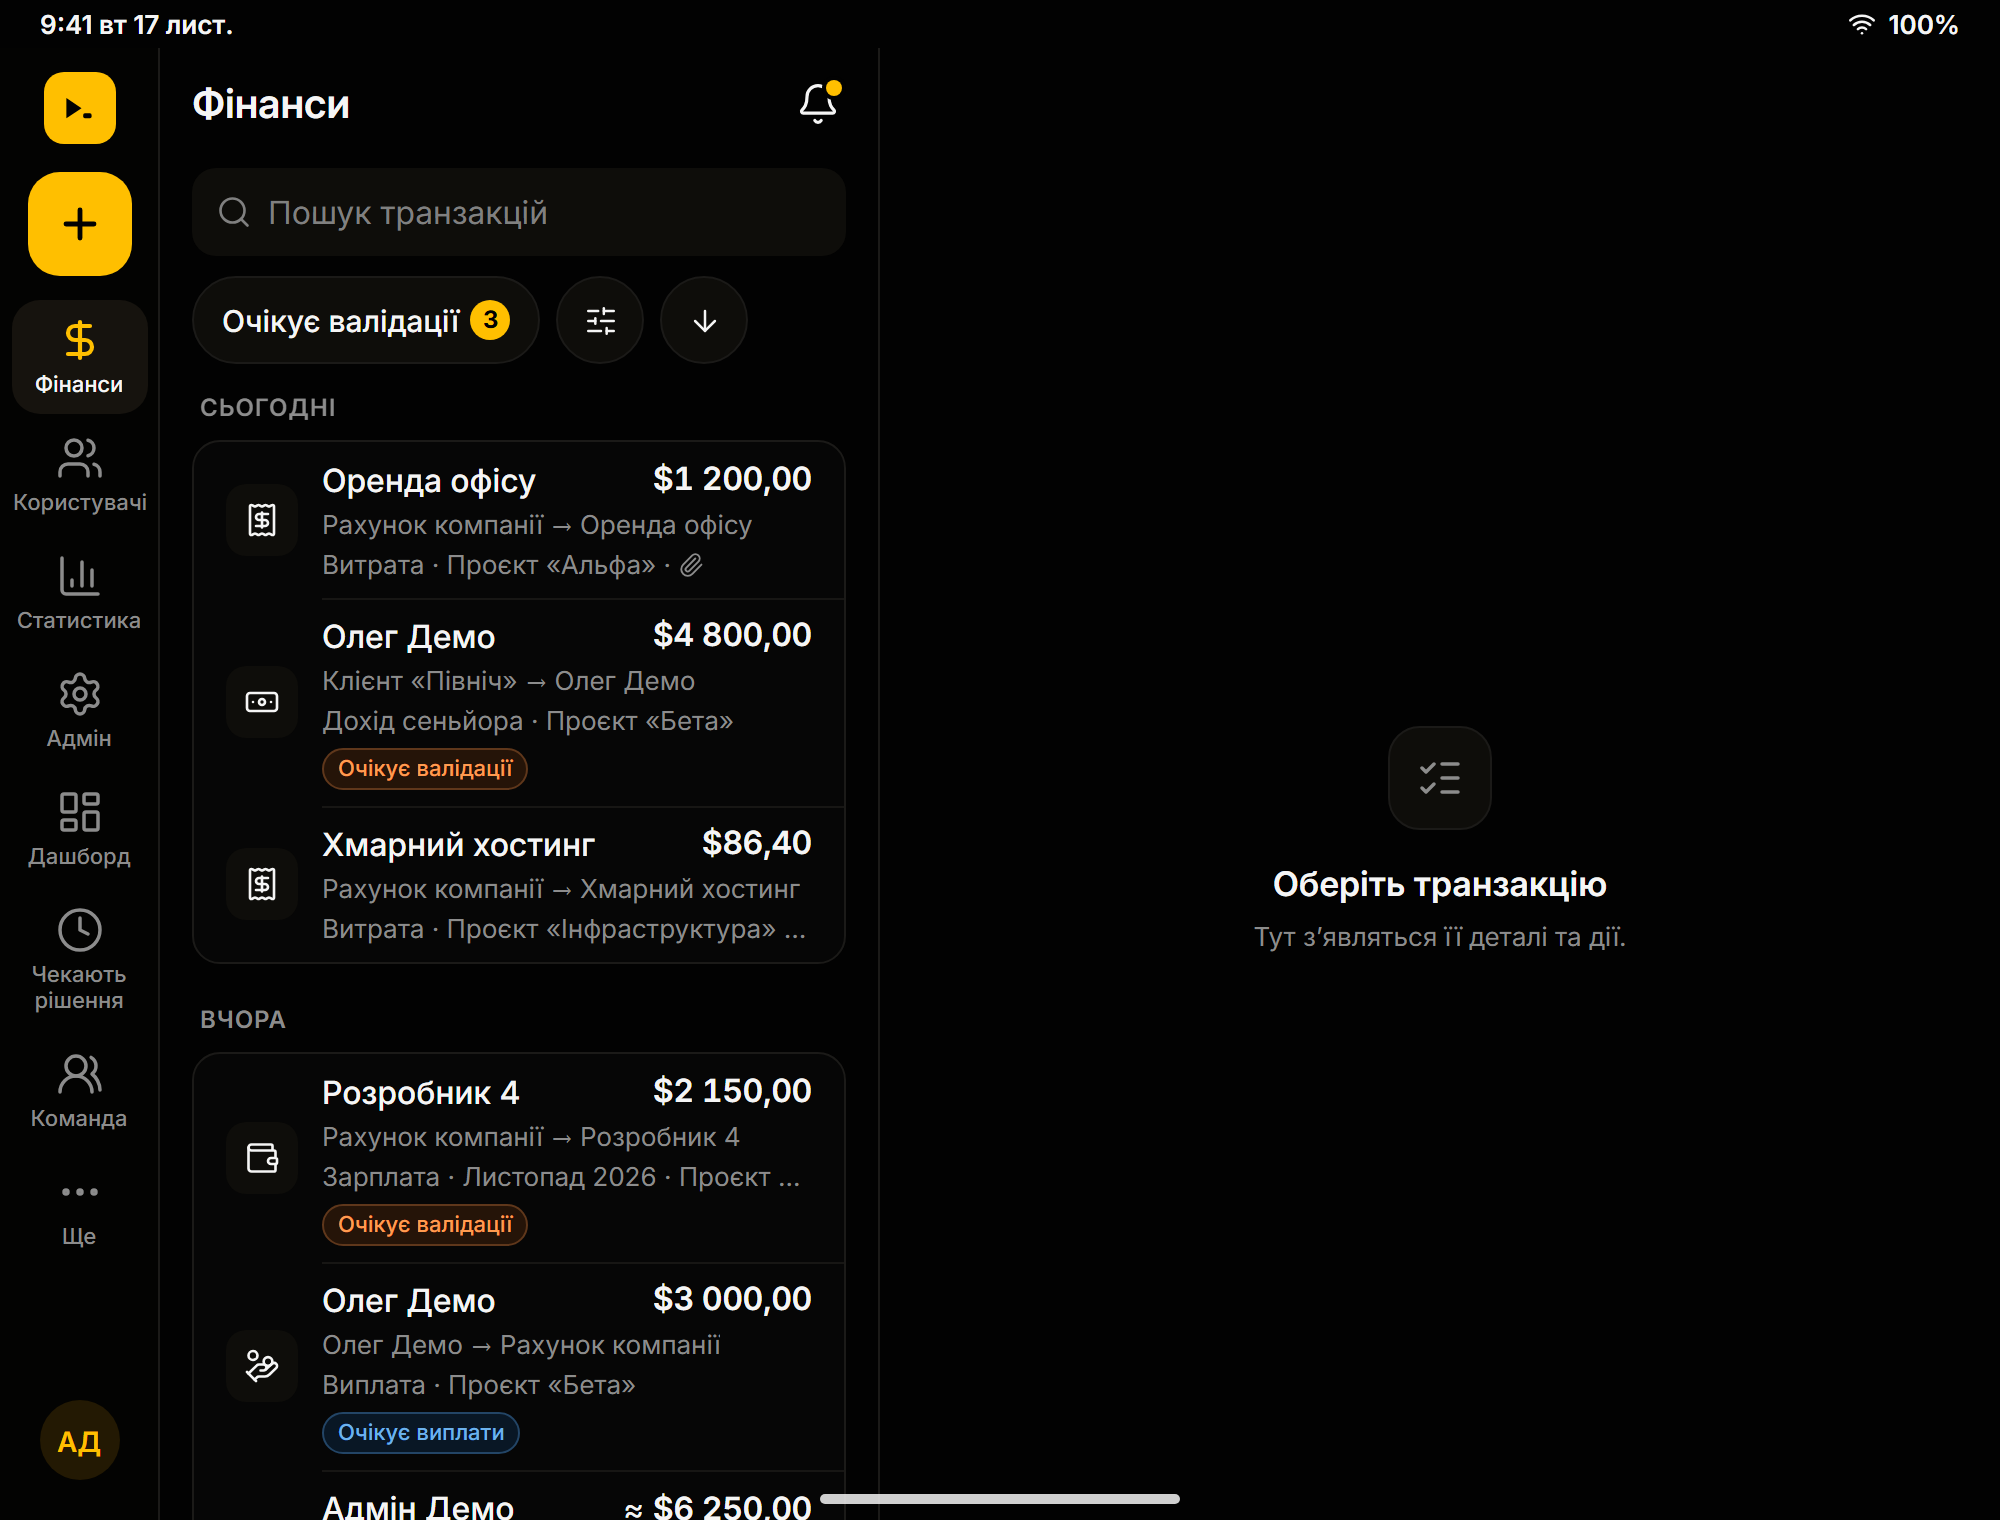 9:41 вт 17 лист.
100%
Фінанси
Користувачі
Статистика
Адмін
Дашборд
Чекають
рішення
Команда
Ще
АД
Фінанси
Пошук транзакцій
Очікує валідації 3
СЬОГОДНІ
Оренда офісу $1 200,00
Рахунок компанії → Оренда офісу
Витрата · Проєкт «Альфа» ·
Олег Демо $4 800,00
Клієнт «Північ» → Олег Демо
Дохід сеньйора · Проєкт «Бета»
Очікує валідації
Хмарний хостинг $86,40
Рахунок компанії → Хмарний хостинг
Витрата · Проєкт «Інфраструктура» ...
ВЧОРА
Розробник 4 $2 150,00
Рахунок компанії → Розробник 4
Зарплата · Листопад 2026 · Проєкт ...
Очікує валідації
Олег Демо $3 000,00
Олег Демо → Рахунок компанії
Виплата · Проєкт «Бета»
Очікує виплати
Адмін Демо ≈ $6 250,00
Оберіть транзакцію
Тут з’являться її деталі та дії.